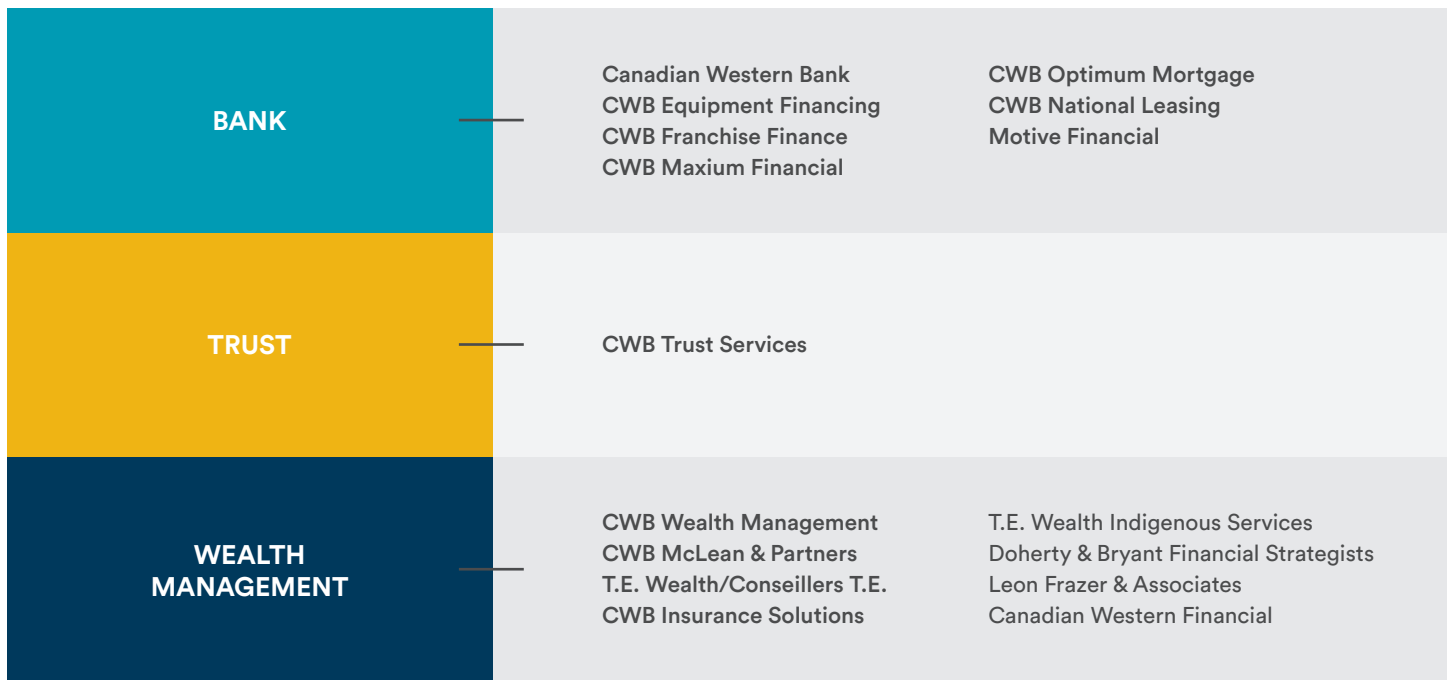 BANK
Canadian Western Bank
CWB Equipment Financing
CWB Franchise Finance
CWB Maxium Financial
CWB Optimum Mortgage
CWB National Leasing
Motive Financial
TRUST
CWB Trust Services
WEALTH
MANAGEMENT
CWB Wealth Management
CWB McLean & Partners
T.E. Wealth/Conseillers T.E.
CWB Insurance Solutions
T.E. Wealth Indigenous Services
Doherty & Bryant Financial Strategists
Leon Frazer & Associates
Canadian Western Financial